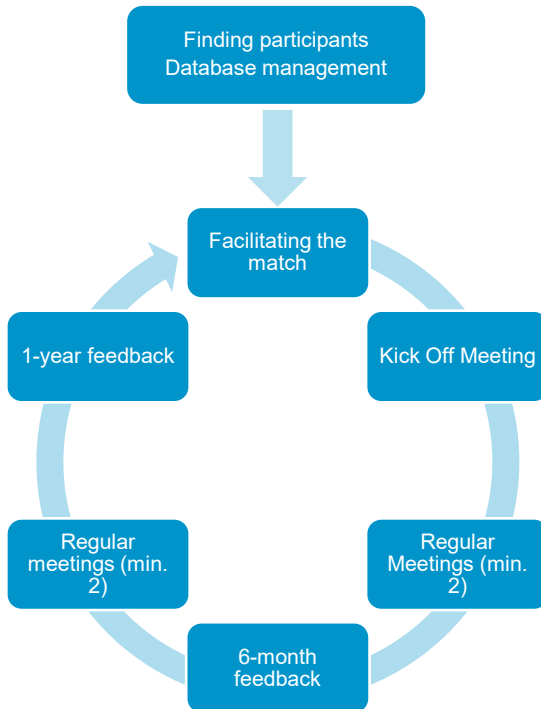 Finding participants
Database management
Facilitating the
match
Kick Off Meeting
Regular
Meetings (min.
2)
6-month
feedback
Regular
meetings (min.
2)
1-year feedback